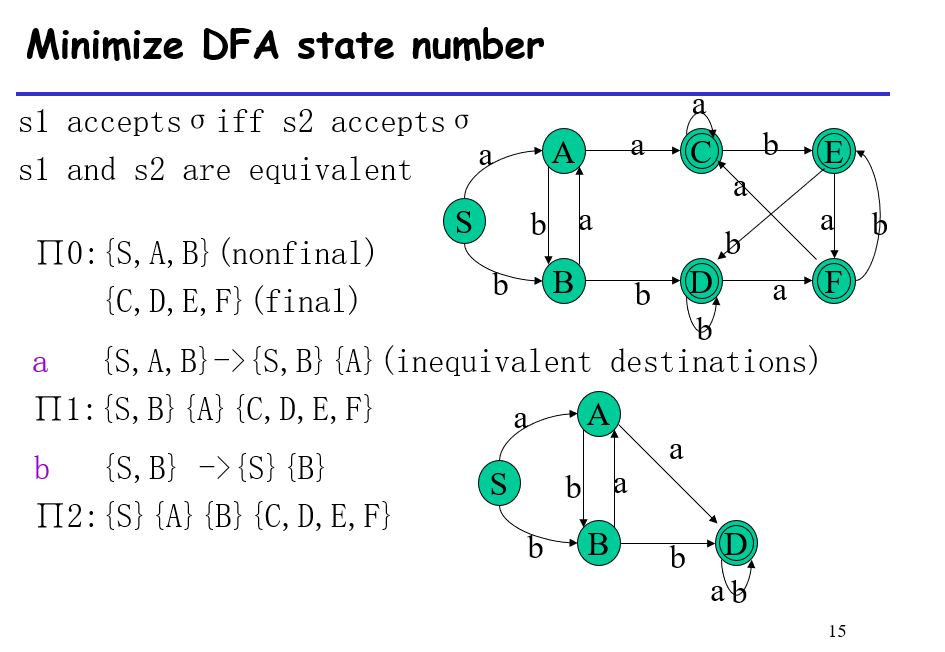 Minimize DFA state number
s1 accepts σ iff s2 accepts σ
s1 and s2 are equivalent
∏0: {S, A, B} (nonfinal)
{C, D, E, F} (final)
a {S, A, B}->{S, B} {A} (inequivalent destinations)
∏1: {S, B} {A} {C, D, E, F}
b {S, B} ->{S} {B}
∏2: {S} {A} {B} {C, D, E, F}
a
a A a C b E
a
S b a b a b
b B b D a F
b
A
a
a
S b a
b B b D
a b
15